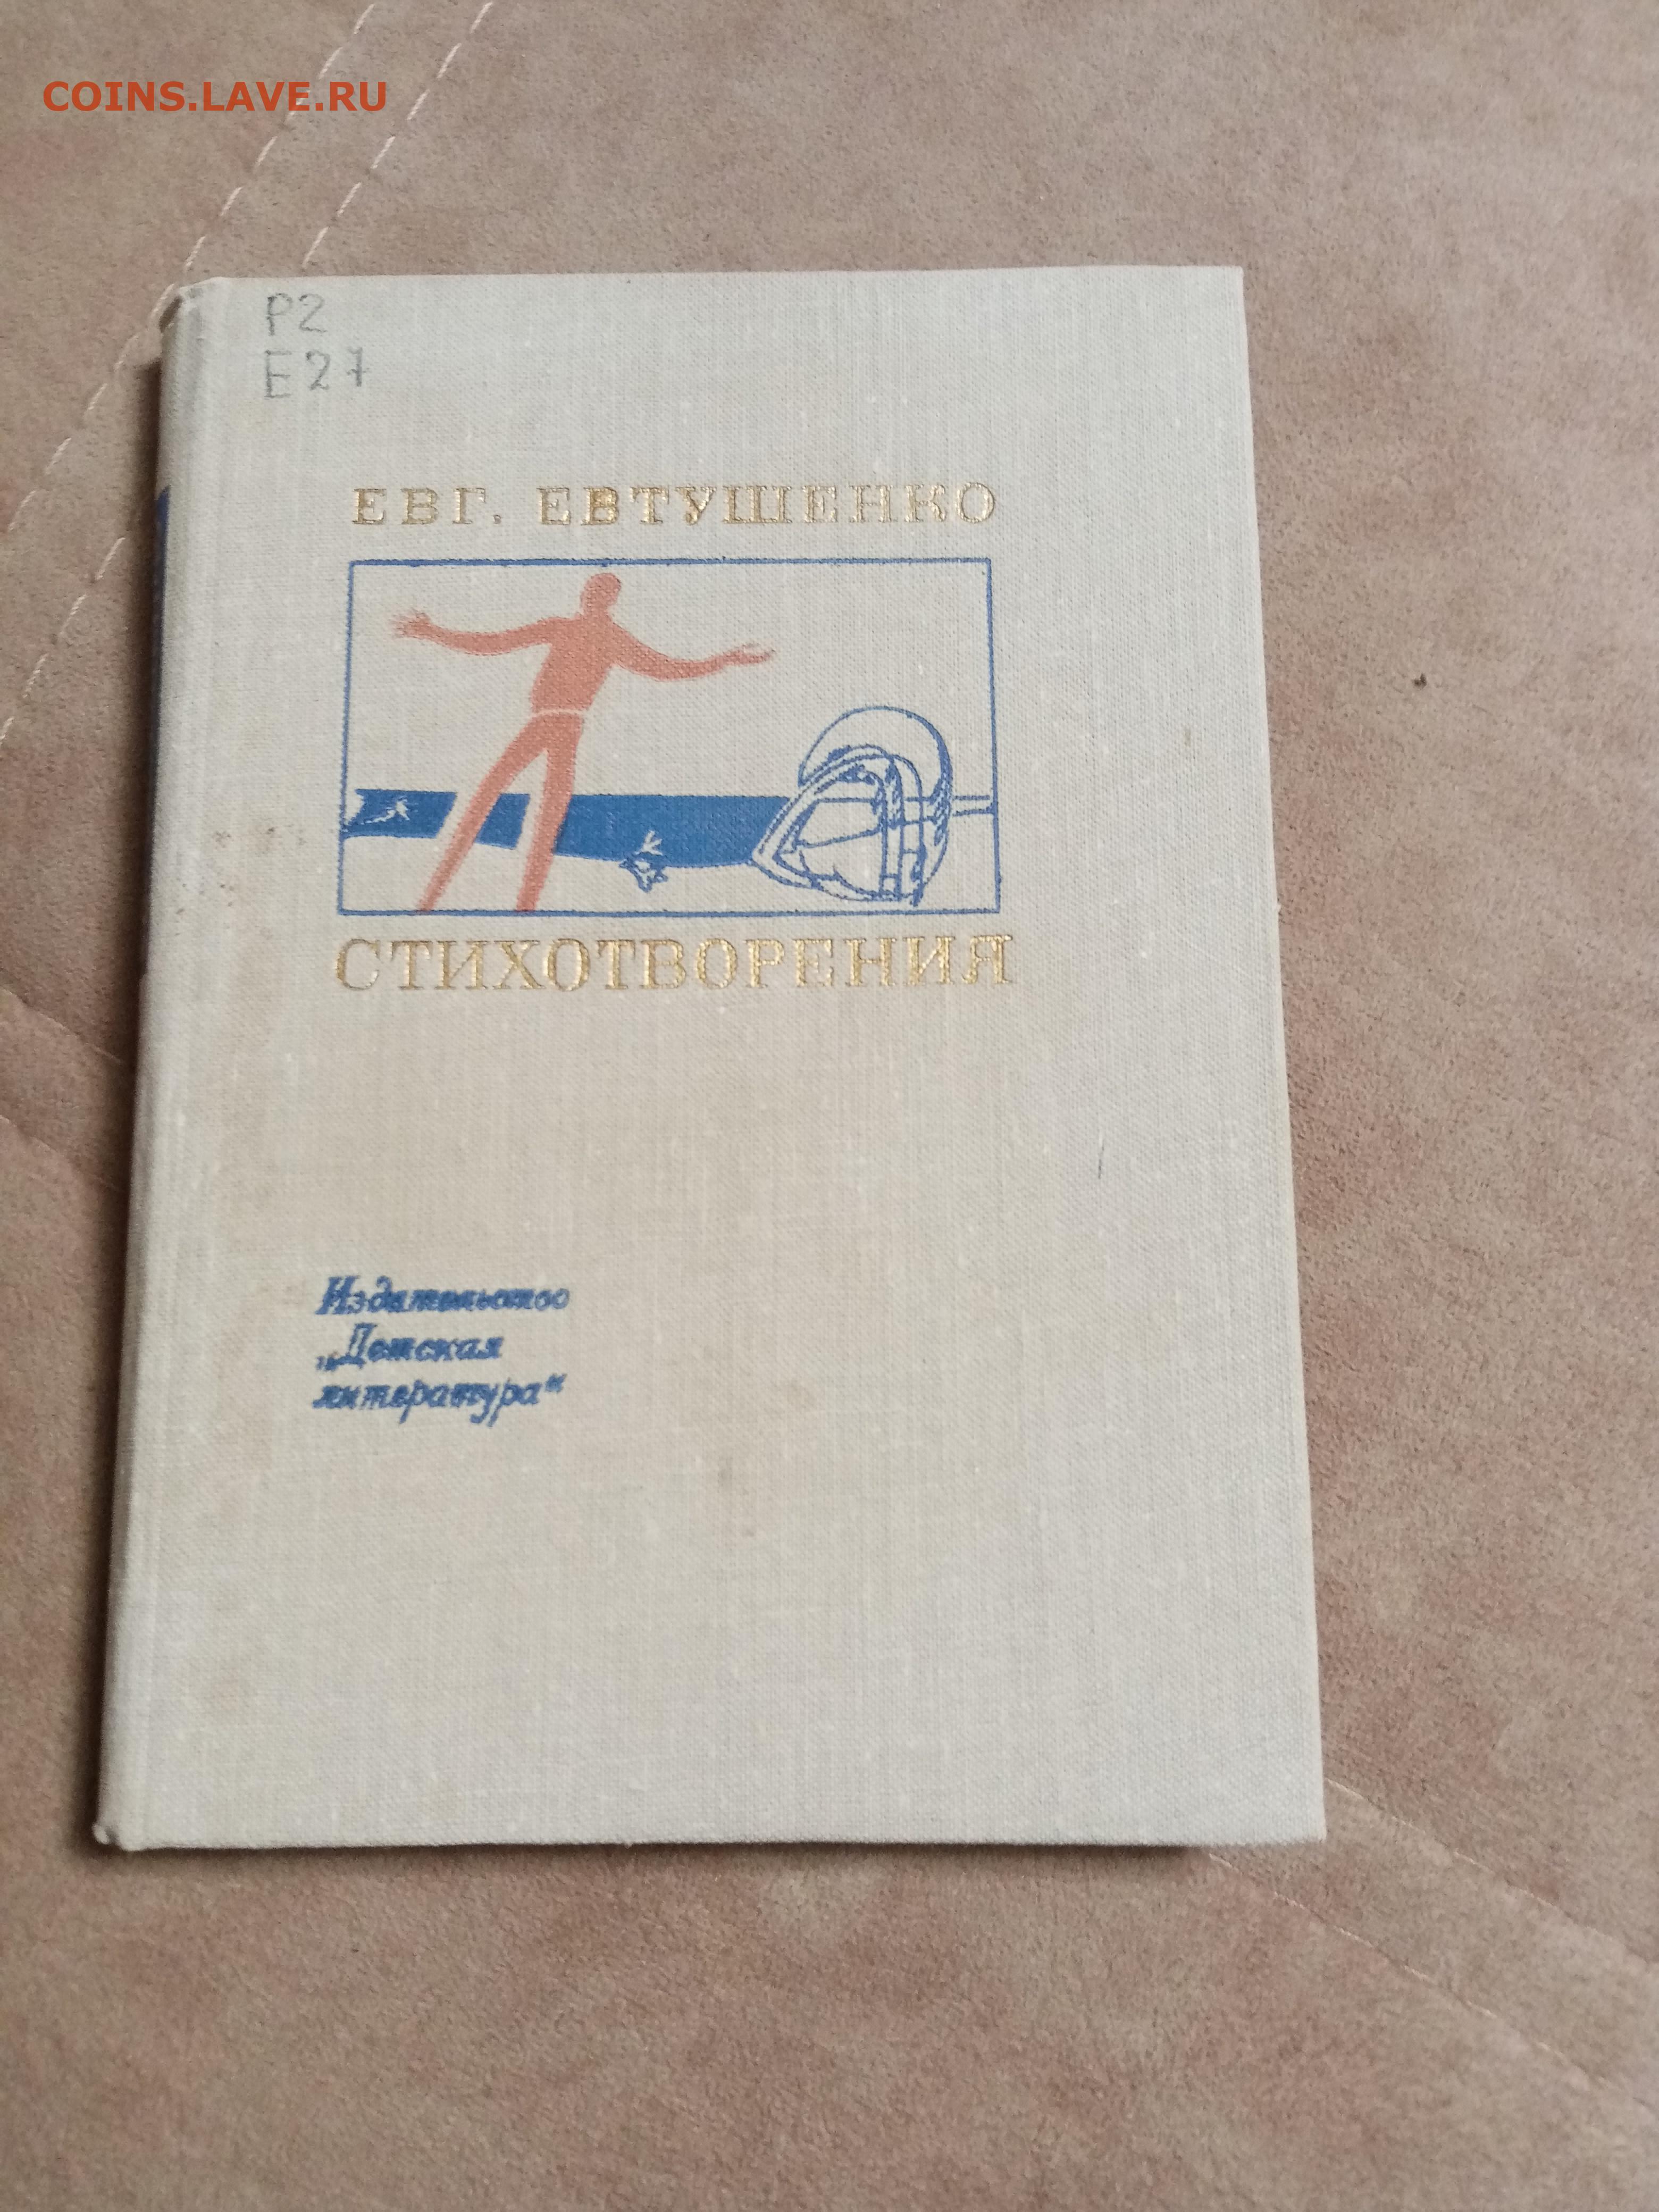 COINS.LAVE.RU
Р2
Е27
ЕВГ. ЕВТУШЕНКО
СТИХОТВОРЕНИЯ
Издательство
„Детская
литература“